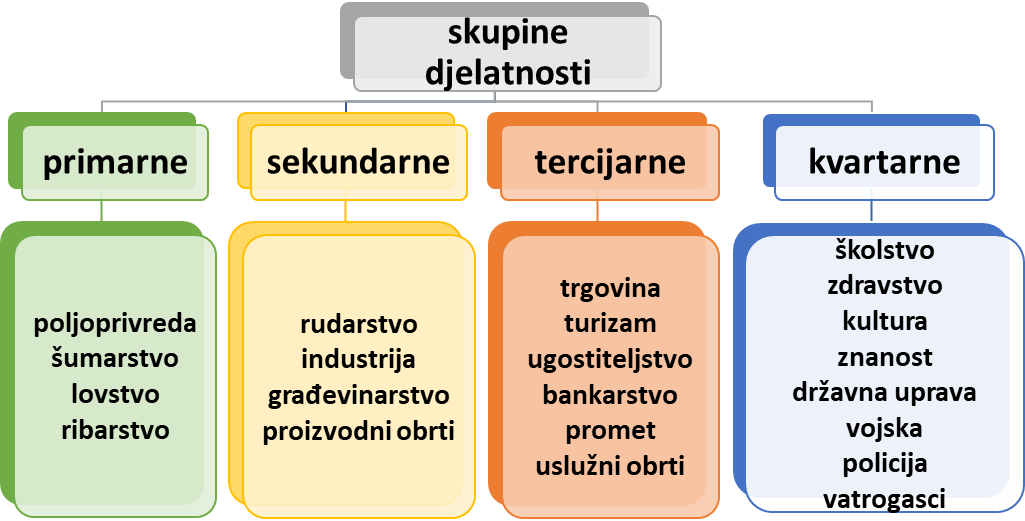 skupine
djelatnosti
primarne
sekundarne
tercijarne
kvartarne
poljoprivreda
šumarstvo
lovstvo
ribarstvo
rudarstvo
industrija
građevinarstvo
proizvodni obrti
trgovina
turizam
ugostiteljstvo
bankarstvo
promet
uslužni obrti
školstvo
zdravstvo
kultura
znanost
državna uprava
vojska
policija
vatrogasci